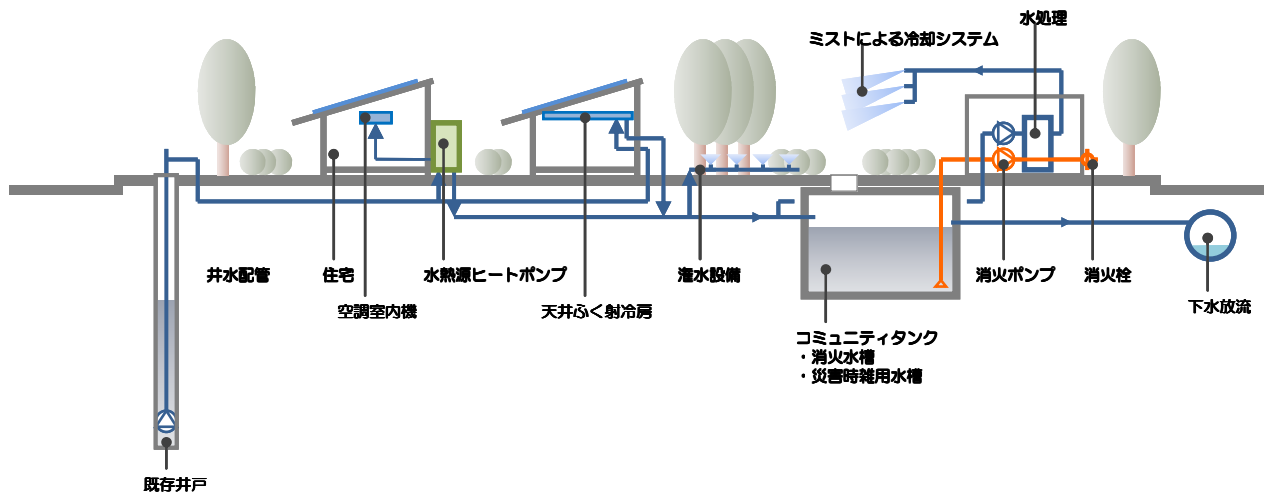 水処理
ミストによる冷却システム
井水配管
住宅
水熱源ヒートポンプ
灌水設備
消火ポンプ
消火栓
空調室内機
天井ふく射冷房
下水放流
コミュニティタンク
・消火水槽
・災害時雑用水槽
既存井戸